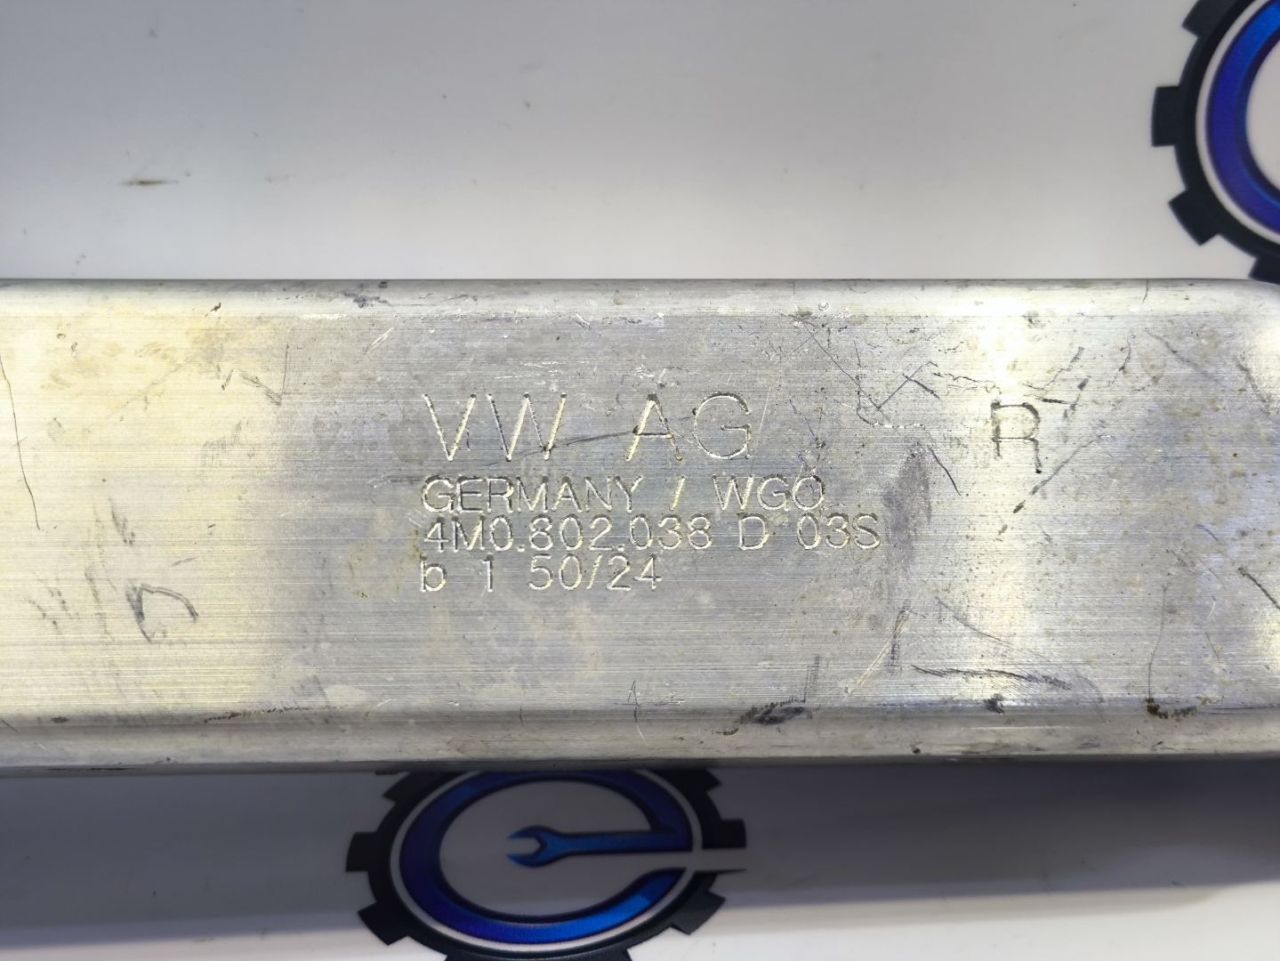 VW AG R
GERMANY / WGO
4M0.802.038 D 03S
b 1 50/24